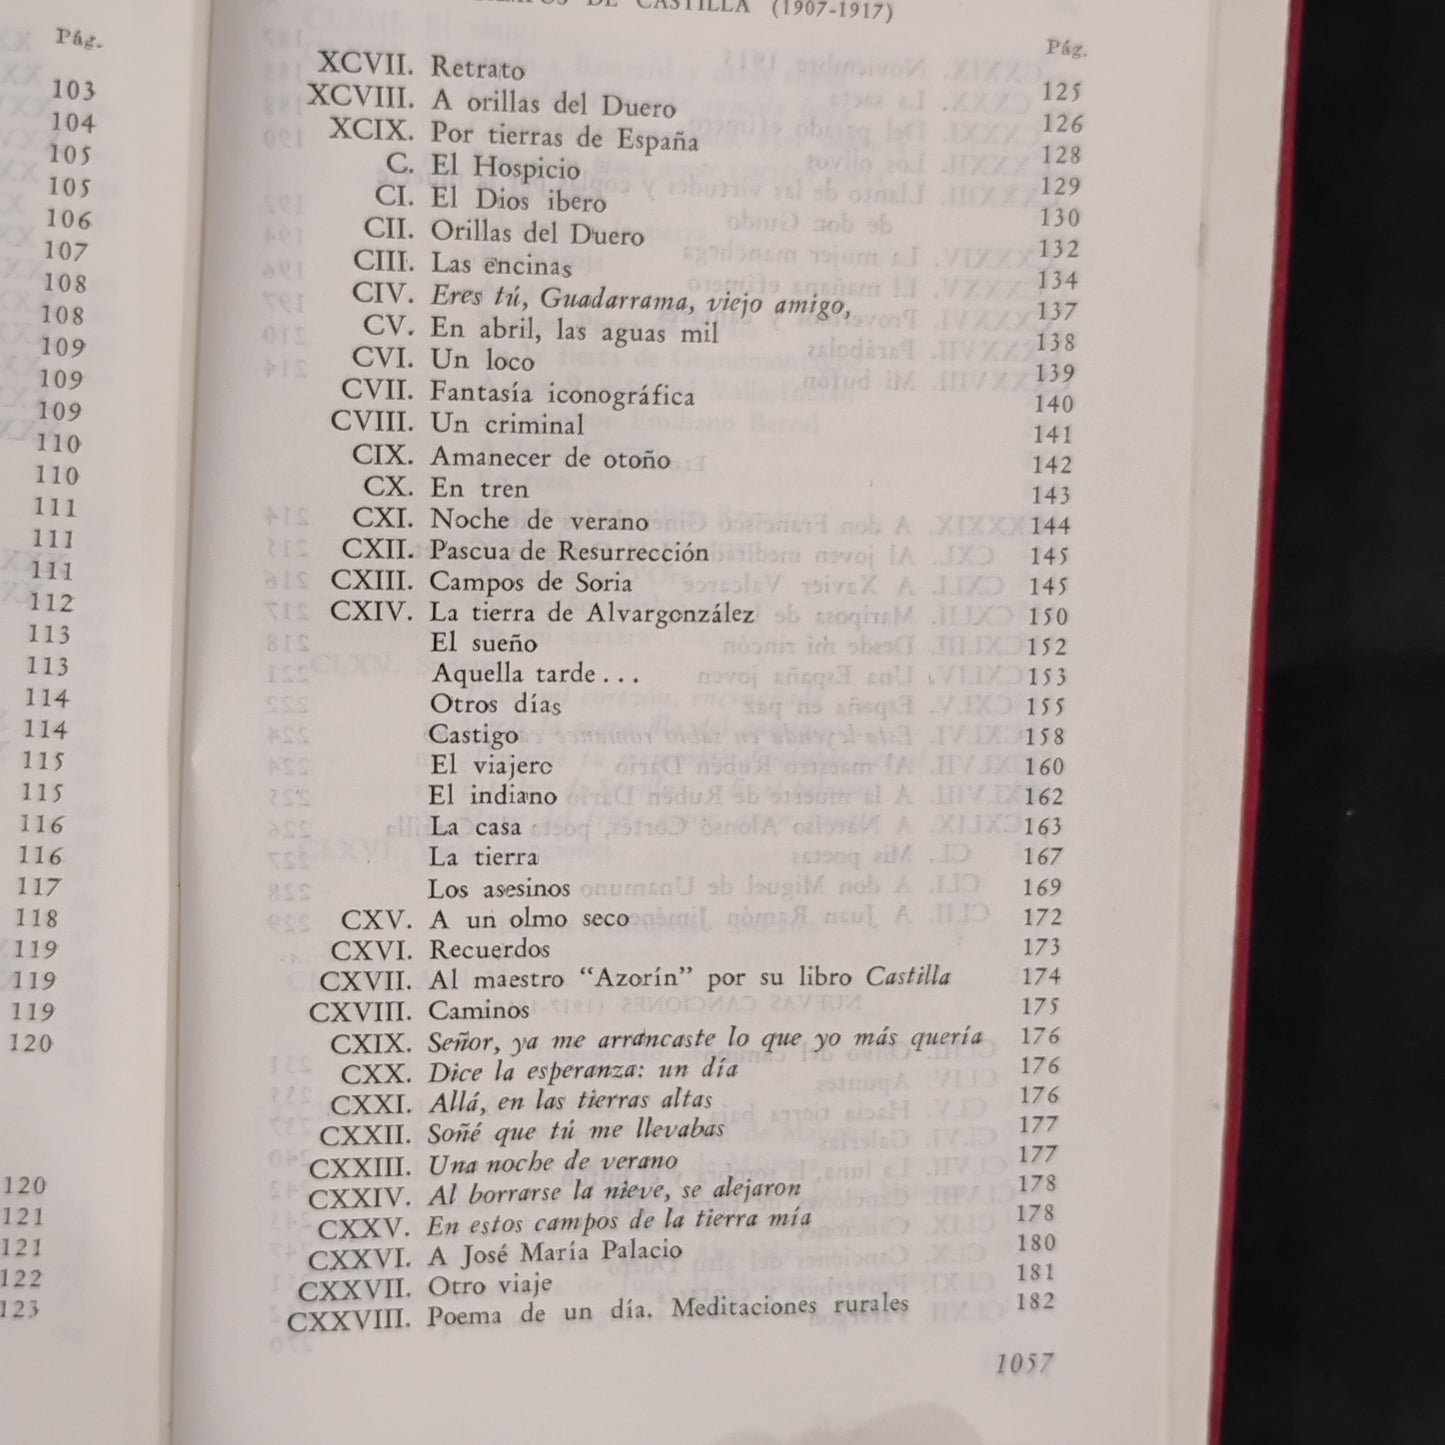 Pág.
103
104
105
105
106
107
108
108
109
109
109
110
110
111
111
111
112
113
113
114
114
115
115
116
116
117
118
119
119
119
120
120
121
121
122
123
DE CASTILLA (1907-1917)
Pág.
XCVII. Retrato 125
XCVIII. A orillas del Duero 126
XCIX. Por tierras de España 128
C. El Hospicio 129
CI. El Dios ibero 130
CII. Orillas del Duero 132
CIII. Las encinas 134
CIV. Eres tú, Guadarrama, viejo amigo, 137
CV. En abril, las aguas mil 138
CVI. Un loco 139
CVII. Fantasía iconográfica 140
CVIII. Un criminal 141
CIX. Amanecer de otoño 142
CX. En tren 143
CXI. Noche de verano 144
CXII. Pascua de Resurrección 145
CXIII. Campos de Soria 145
CXIV. La tierra de Alvargonzález 150
El sueño 152
Aquella tarde... 153
Otros días 155
Castigo 158
El viajero 160
El indiano 162
La casa 163
La tierra 167
Los asesinos 169
CXV. A un olmo seco 172
CXVI. Recuerdos 173
CXVII. Al maestro “Azorín” por su libro Castilla 174
CXVIII. Caminos 175
CXIX. Señor, ya me arrancaste lo que yo más quería 176
CXX. Dice la esperanza: un día 176
CXXI. Allá, en las tierras altas 176
CXXII. Soñé que tú me llevabas 177
CXXIII. Una noche de verano 177
CXXIV. Al borrarse la nieve, se alejaron 178
CXXV. En estos campos de la tierra mía 178
CXXVI. A José María Palacio 180
CXXVII. Otro viaje 181
CXXVIII. Poema de un día. Meditaciones rurales 182
1057